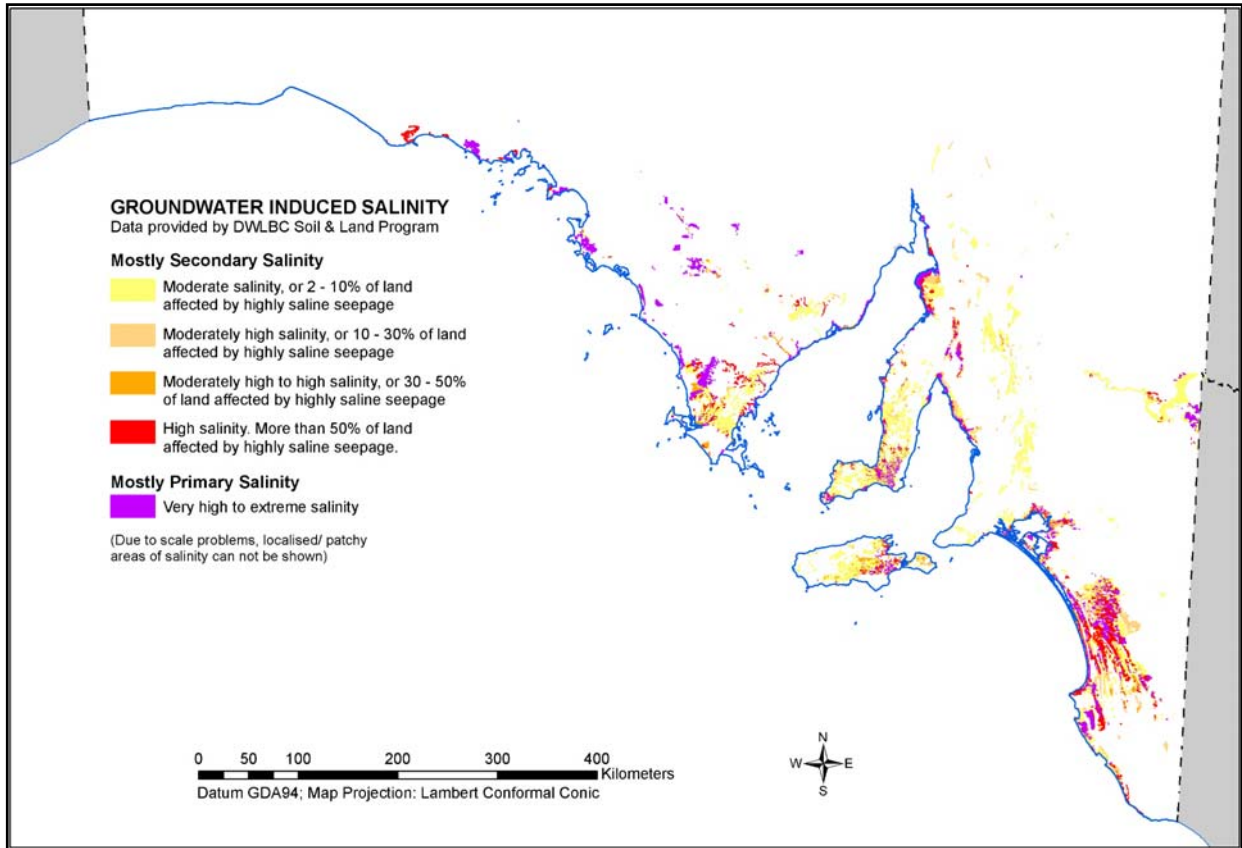 GROUNDWATER INDUCED SALINITY
Data provided by DWLBC Soil & Land Program
Mostly Secondary Salinity
Moderate salinity, or 2 - 10% of land
affected by highly saline seepage
Moderately high salinity, or 10 - 30% of land
affected by highly saline seepage
Moderately high to high salinity, or 30 - 50%
of land affected by highly saline seepage
High salinity. More than 50% of land
affected by highly saline seepage.
Mostly Primary Salinity
Very high to extreme salinity
(Due to scale problems, localised/ patchy
areas of salinity can not be shown)
N
W E
S
0 50 100 200 300 400
Kilometers
Datum GDA94; Map Projection: Lambert Conformal Conic